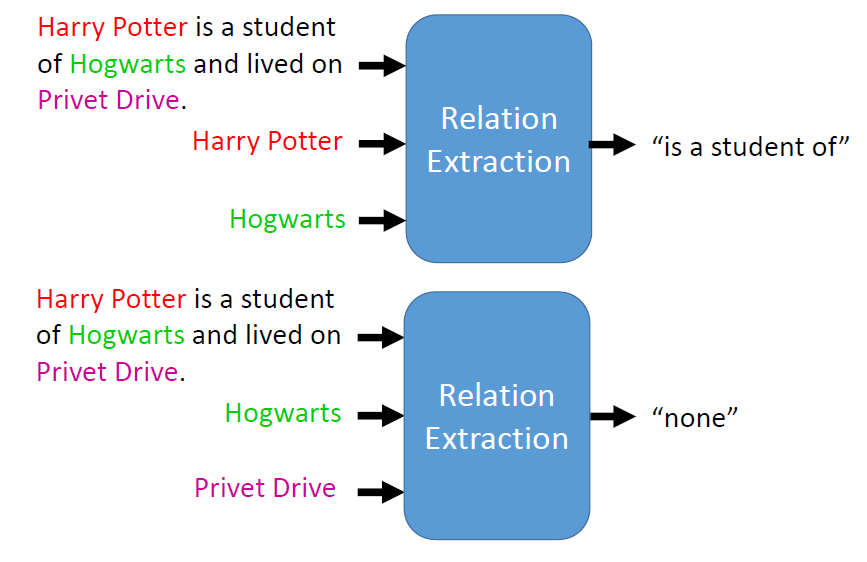 Harry Potter is a student
of Hogwarts and lived on
Privet Drive.
Harry Potter
Hogwarts
Relation
Extraction
“is a student of”
Harry Potter is a student
of Hogwarts and lived on
Privet Drive.
Hogwarts
Privet Drive
Relation
Extraction
“none”